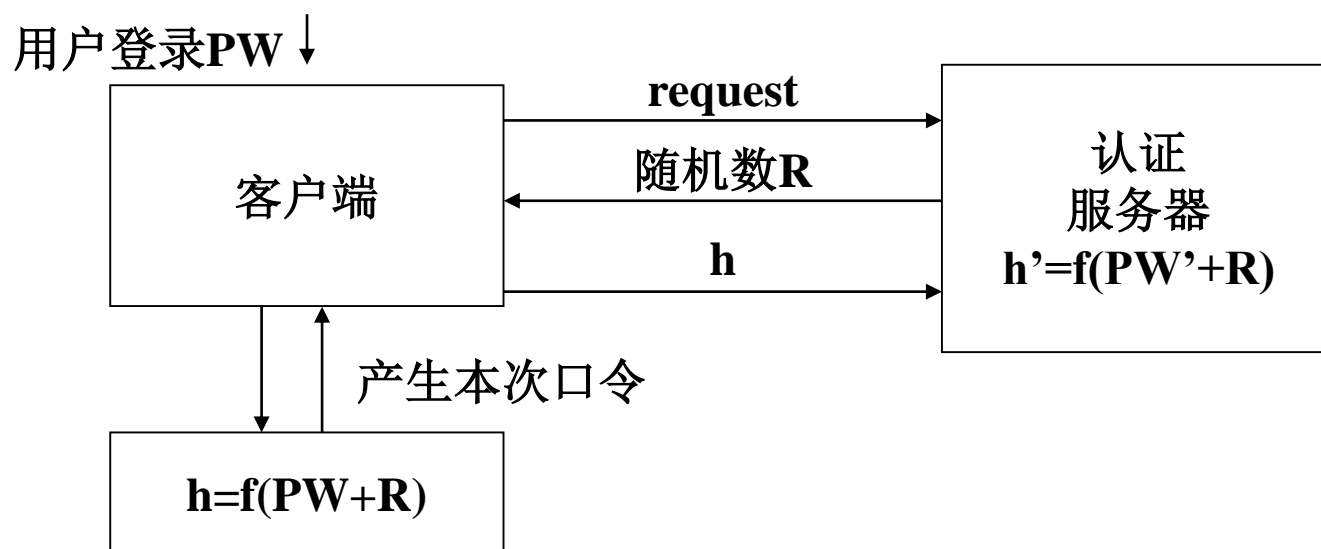 用户登录PW
request
客户端
随机数R
认证
服务器
h’=f(PW’+R)
h
产生本次口令
h=f(PW+R)